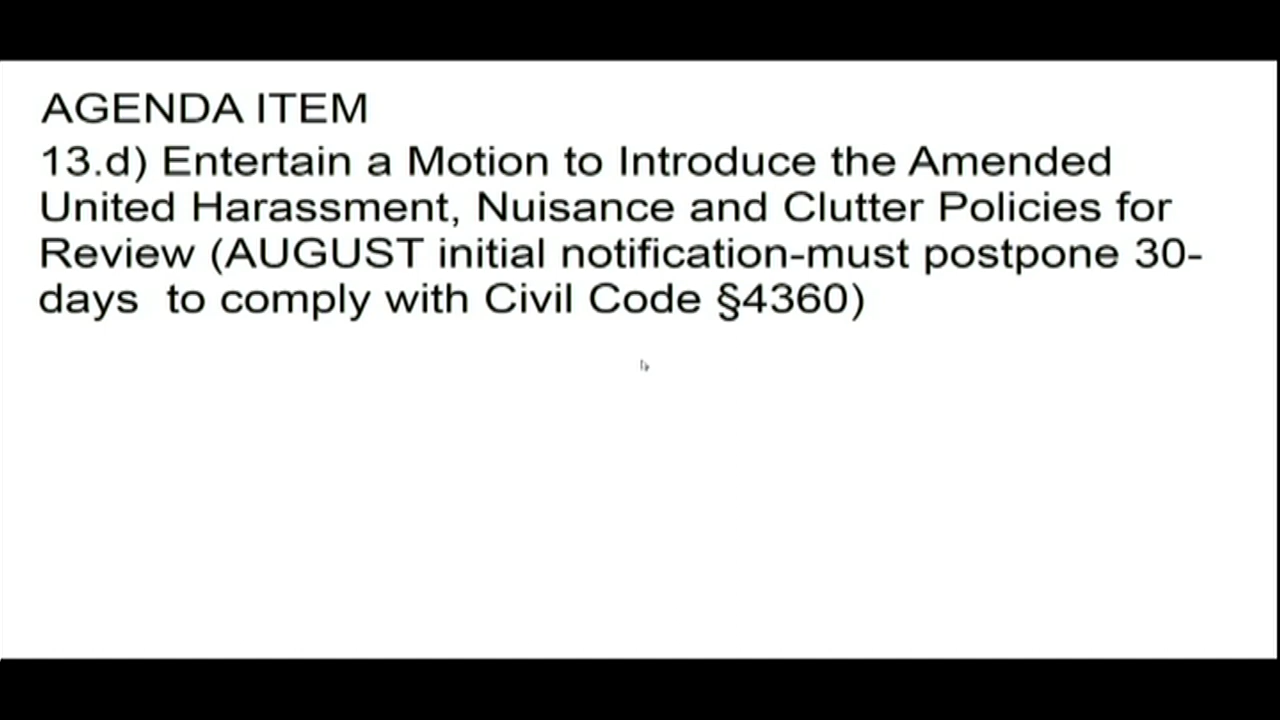 AGENDA ITEM
13.d) Entertain a Motion to Introduce the Amended
United Harassment, Nuisance and Clutter Policies for
Review (AUGUST initial notification-must postpone 30-
days  to comply with Civil Code §4360)